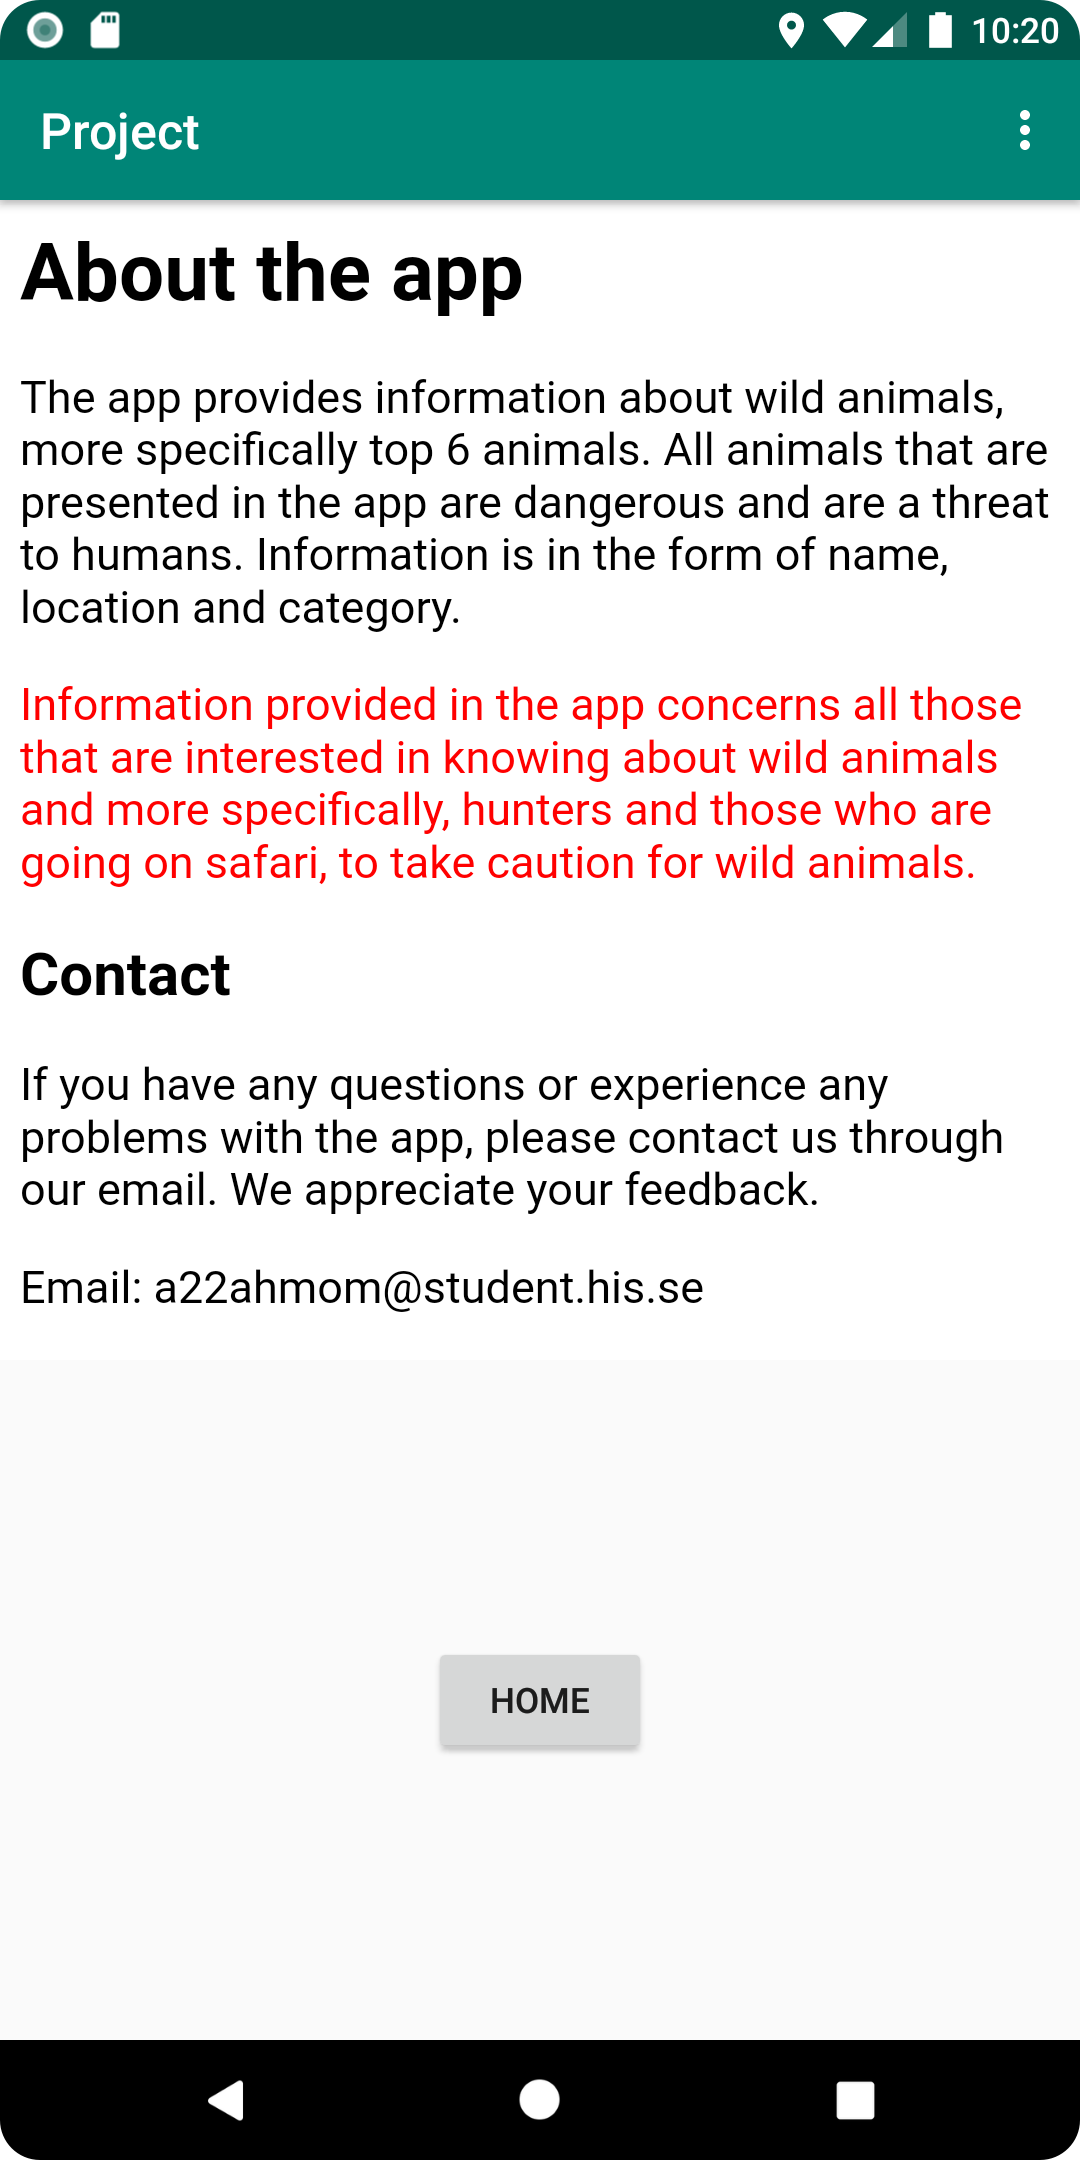 10:20
Project
About the app
The app provides information about wild animals,
more specifically top 6 animals. All animals that are
presented in the app are dangerous and are a threat
to humans. Information is in the form of name,
location and category.
Information provided in the app concerns all those
that are interested in knowing about wild animals
and more specifically, hunters and those who are
going on safari, to take caution for wild animals.
Contact
If you have any questions or experience any
problems with the app, please contact us through
our email. We appreciate your feedback.
Email: a22ahmom@student.his.se
HOME